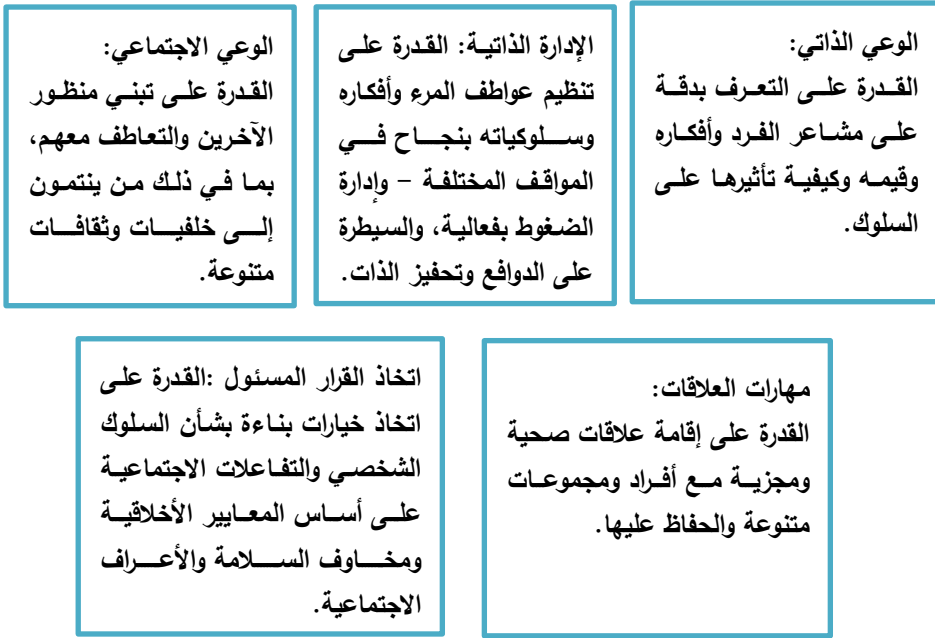 الوعي الذاتي:
القدرة على التعرف بدقة
على مشاعر الفرد وأفكاره
وقيمه وكيفية تأثيرها على
السلوك.
الإدارة الذاتية: القدرة على
تنظيم عواطف المرء وأفكاره
وسلوكياته بنجاح في
المواقف المختلفة – وإدارة
الضغوط بفعالية، والسيطرة
على الدوافع وتحفيز الذات.
الوعي الاجتماعي:
القدرة على تبني منظور
الآخرين والتعاطف معهم،
بما في ذلك من ينتمون
إلى خلفيات وثقافات
متنوعة.
مهارات العلاقات:
القدرة على إقامة علاقات صحية
ومجزية مع أفراد ومجموعات
متنوعة والحفاظ عليها.
اتخاذ القرار المسئول :القدرة على
اتخاذ خيارات بناءة بشأن السلوك
الشخصي والتفاعلات الاجتماعية
على أساس المعايير الأخلاقية
ومخاوف السلامة والأعراف
الاجتماعية.